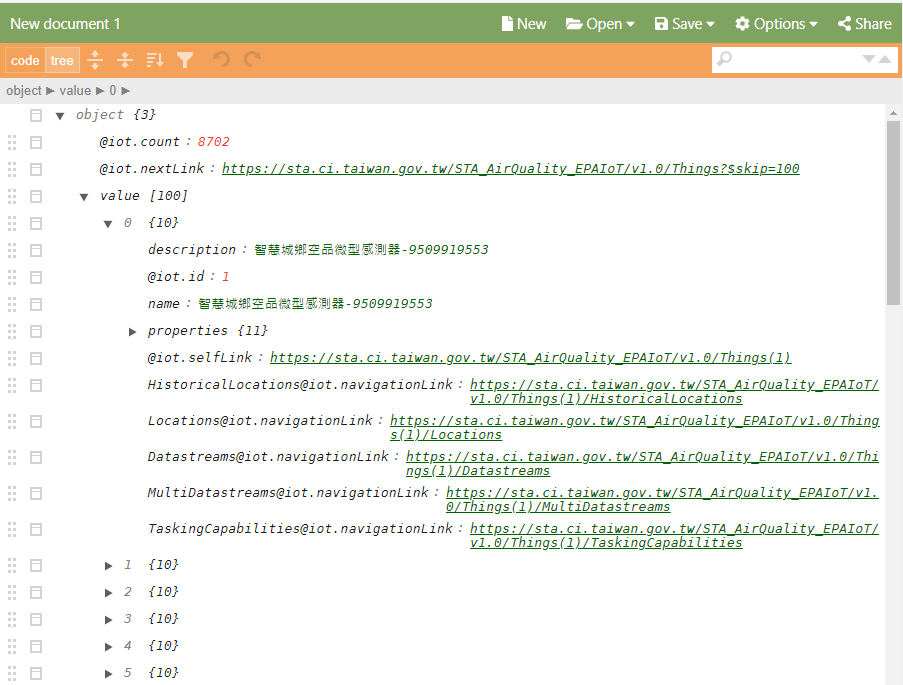 New document 1 New Open Save Options Share
code tree
object ▶ value ▶ 0 ▶
object {3}
@iot.count : 8702
@iot.nextLink : https://sta.ci.taiwan.gov.tw/STA_AirQuality_EPAIoT/v1.0/Things?$skip=100
value [100]
0 {10}
description : 智慧城鄉空品微型感測器-9509919553
@iot.id : 1
name : 智慧城鄉空品微型感測器-9509919553
properties {11}
@iot.selfLink : https://sta.ci.taiwan.gov.tw/STA_AirQuality_EPAIoT/v1.0/Things(1)
HistoricalLocations@iot.navigationLink : https://sta.ci.taiwan.gov.tw/STA_AirQuality_EPAIoT/
v1.0/Things(1)/HistoricalLocations
Locations@iot.navigationLink : https://sta.ci.taiwan.gov.tw/STA_AirQuality_EPAIoT/v1.0/Thing
s(1)/Locations
Datastreams@iot.navigationLink : https://sta.ci.taiwan.gov.tw/STA_AirQuality_EPAIoT/v1.0/Thi
ngs(1)/Datastreams
MultiDatastreams@iot.navigationLink : https://sta.ci.taiwan.gov.tw/STA_AirQuality_EPAIoT/v1.
0/Things(1)/MultiDatastreams
TaskingCapabilities@iot.navigationLink : https://sta.ci.taiwan.gov.tw/STA_AirQuality_EPAIoT/
v1.0/Things(1)/TaskingCapabilities
1 {10}
2 {10}
3 {10}
4 {10}
5 {10}